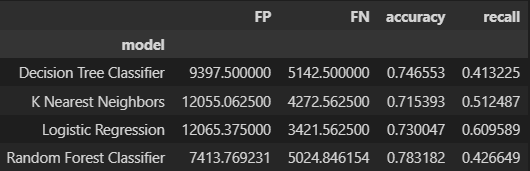 FP FN accuracy recall
model
Decision Tree Classifier 9397.500000 5142.500000 0.746553 0.413225
K Nearest Neighbors 12055.062500 4272.562500 0.715393 0.512487
Logistic Regression 12065.375000 3421.562500 0.730047 0.609589
Random Forest Classifier 7413.769231 5024.846154 0.783182 0.426649